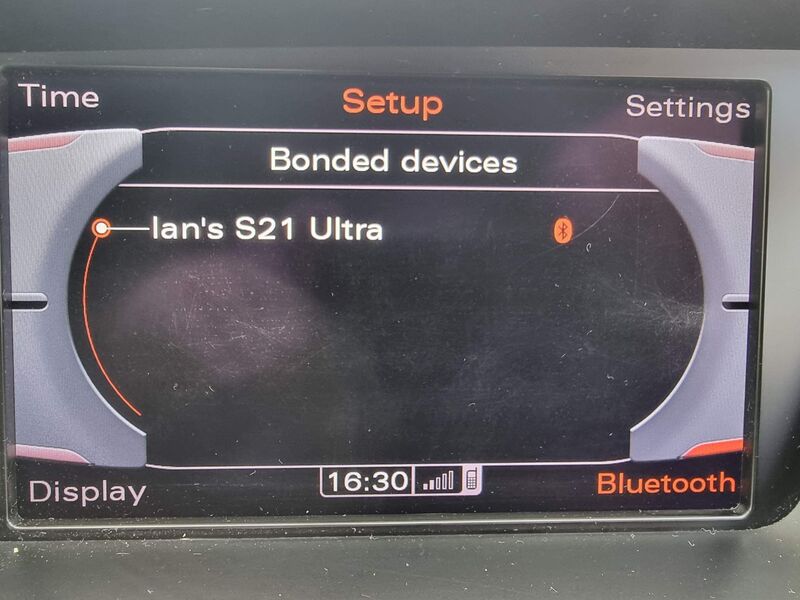 Time
Setup
Settings
Bonded devices
Ian's S21 Ultra
16:30
Display
Bluetooth